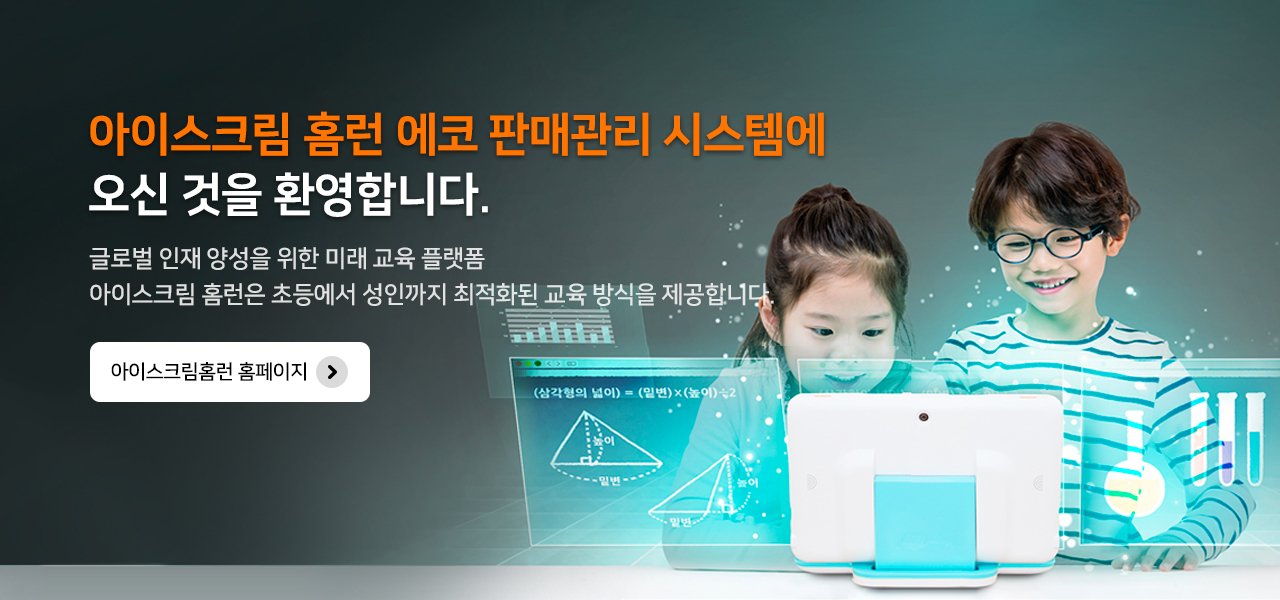 아이스크림 홈런 에코 판매관리 시스템에
오신 것을 환영합니다.
글로벌 인재 양성을 위한 미래 교육 플랫폼
아이스크림 홈런은 초등에서 성인까지 최적화된 교육 방식을 제공합니다.
아이스크림홈런 홈페이지
(삼각형의 넓이) = (밑변)×(높이)÷2
높이
밑변
높이
밑변